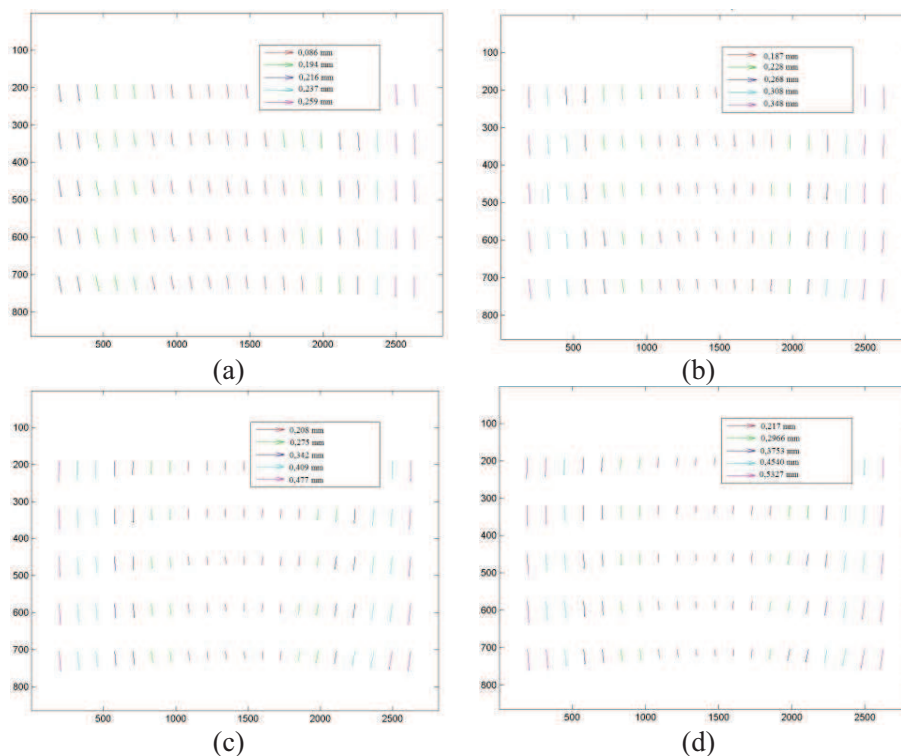 0,086 mm
0,194 mm
0,216 mm
0,237 mm
0,259 mm
100
200
300
400
500
600
700
800
500
1000
1500
2000
2500
(a)
0,187 mm
0,228 mm
0,268 mm
0,308 mm
0,348 mm
100
200
300
400
500
600
700
800
500
1000
1500
2000
2500
(b)
0,208 mm
0,275 mm
0,342 mm
0,409 mm
0,477 mm
100
200
300
400
500
600
700
800
500
1000
1500
2000
2500
(c)
0,217 mm
0,2966 mm
0,3753 mm
0,4540 mm
0,5327 mm
100
200
300
400
500
600
700
800
500
1000
1500
2000
2500
(d)